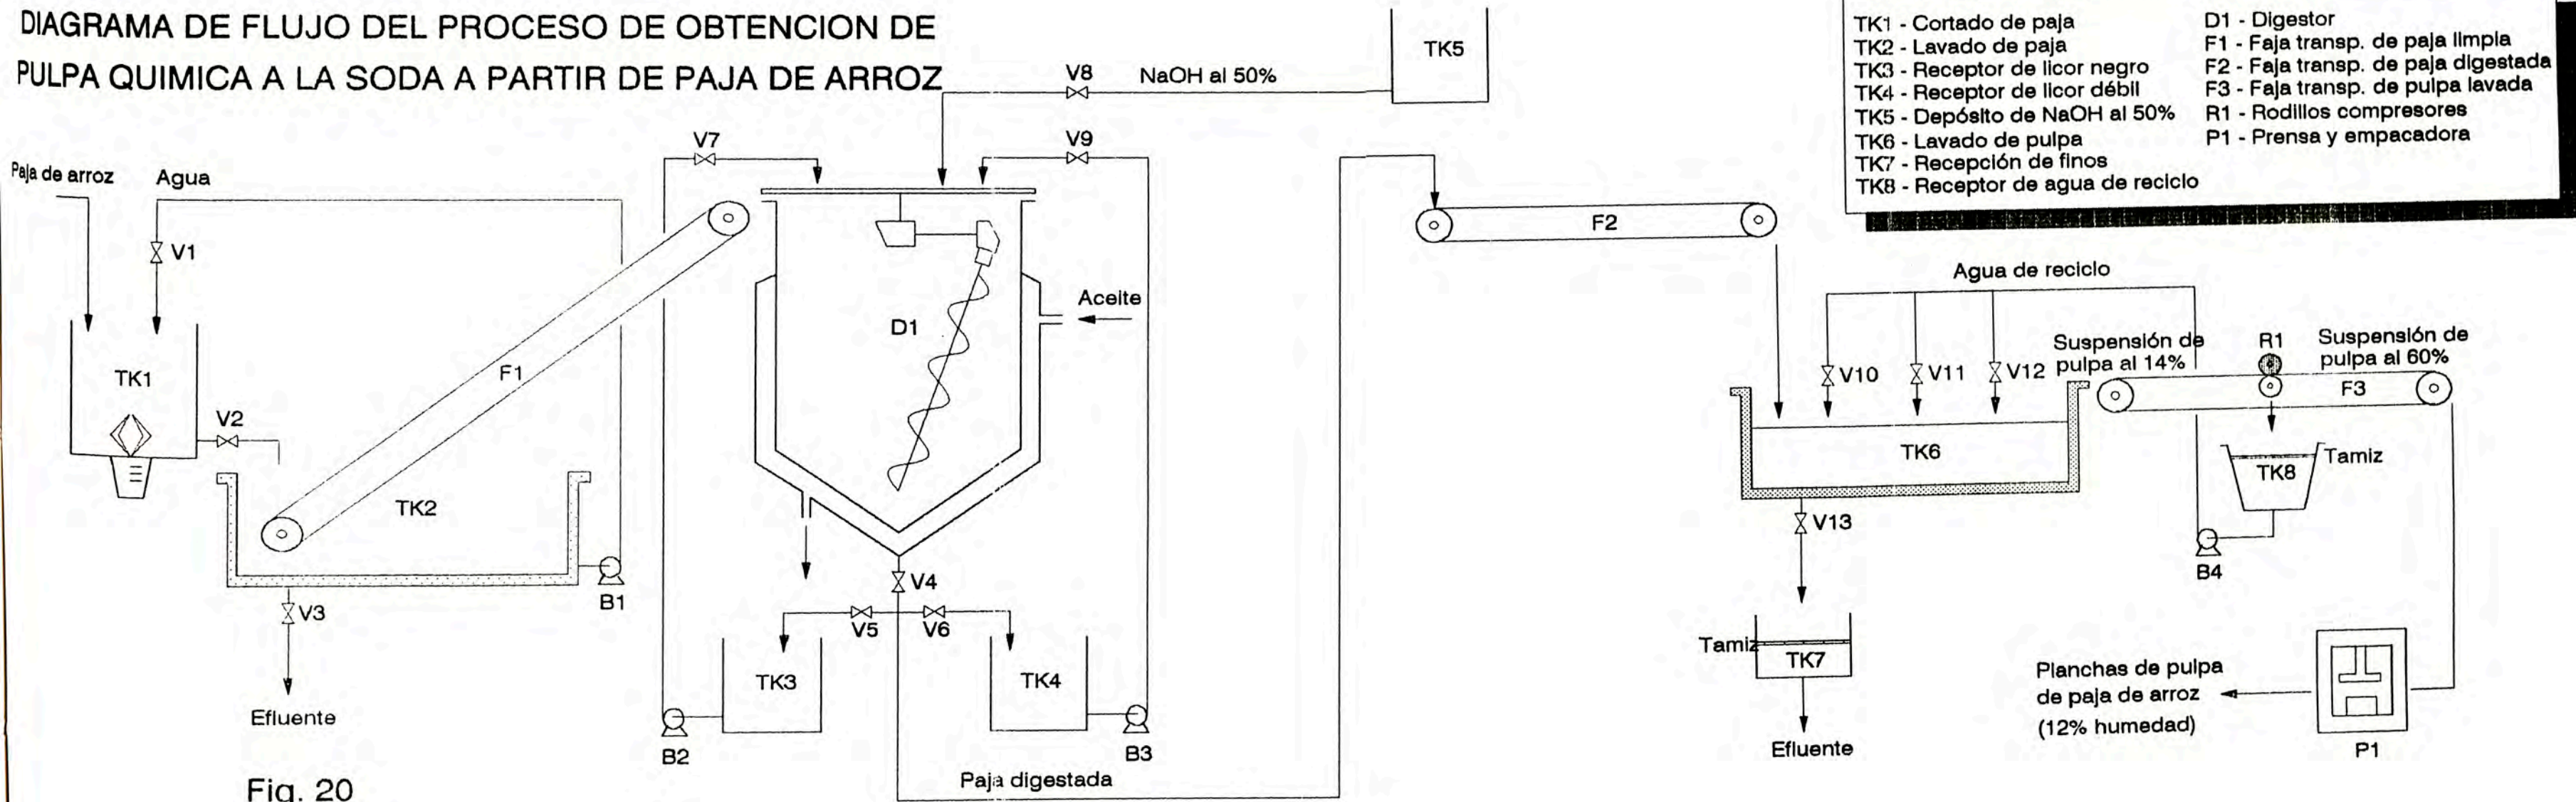 DIAGRAMA DE FLUJO DEL PROCESO DE OBTENCION DE
PULPA QUIMICA A LA SODA A PARTIR DE PAJA DE ARROZ
TK1 - Cortado de paja
TK2 - Lavado de paja
TK3 - Receptor de licor negro
TK4 - Receptor de licor débil
TK5 - Depósito de NaOH al 50%
TK6 - Lavado de pulpa
TK7 - Recepción de finos
TK8 - Receptor de agua de reciclo
D1 - Digestor
F1 - Faja transp. de paja limpia
F2 - Faja transp. de paja digestada
F3 - Faja transp. de pulpa lavada
R1 - Rodillos compresores
P1 - Prensa y empacadora
Paja de arroz
Agua
V1
TK1
V2
TK2
F1
V3
Efluente
B1
V7
V8
NaOH al 50%
TK5
V9
D1
Aceite
V4
V5
V6
TK3
TK4
B2
B3
Paja digestada
F2
Agua de reciclo
V10
V11
V12
Suspensión de
pulpa al 14%
R1
Suspensión de
pulpa al 60%
F3
TK6
TK8
Tamiz
V13
B4
Tamiz
TK7
Efluente
Planchas de pulpa
de paja de arroz
(12% humedad)
P1
Fig. 20